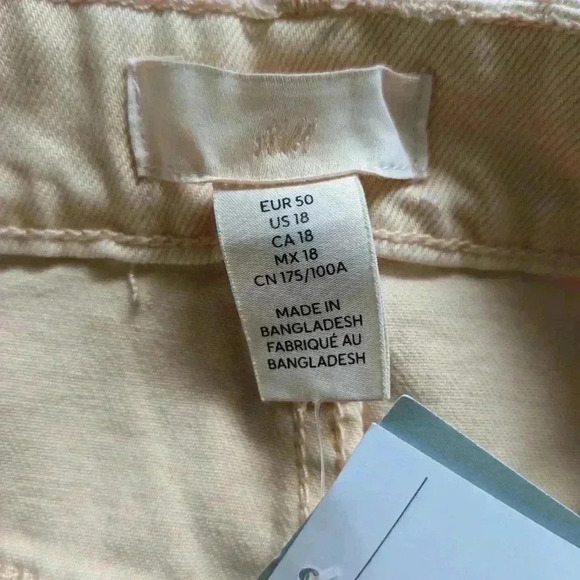 H&M
EUR 50
US 18
CA 18
MX 18
CN 175/100A
MADE IN
BANGLADESH
FABRIQUÉ AU
BANGLADESH